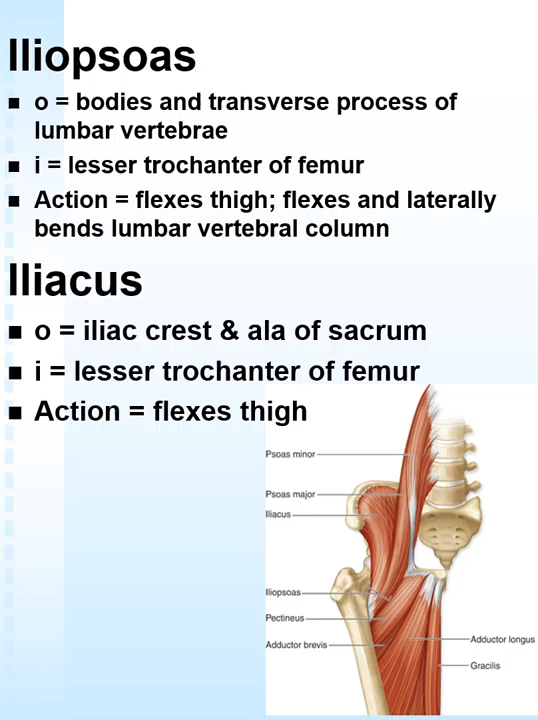 Iliopsoas
■ o = bodies and transverse process of
lumbar vertebrae
■ i = lesser trochanter of femur
■ Action = flexes thigh; flexes and laterally
bends lumbar vertebral column
Iliacus
■ o = iliac crest & ala of sacrum
■ i = lesser trochanter of femur
■ Action = flexes thigh
Psoas minor
Psoas major
Iliacus
Iliopsoas
Pectineus
Adductor brevis
Adductor longus
Gracilis